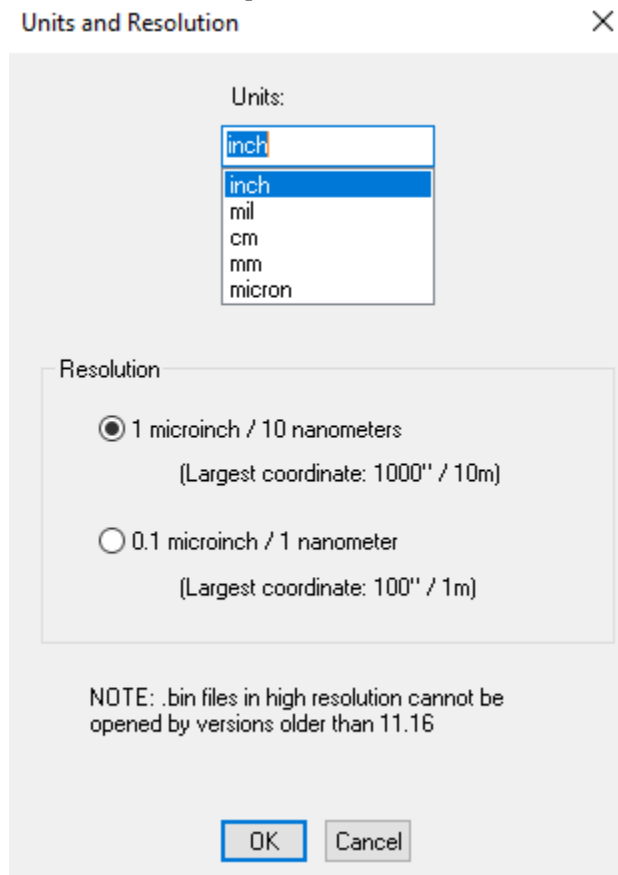 Units and Resolution
Units:
inch
inch
mil
cm
mm
micron
Resolution
1 microinch / 10 nanometers
(Largest coordinate: 1000'' / 10m)
0.1 microinch / 1 nanometer
(Largest coordinate: 100'' / 1m)
NOTE: .bin files in high resolution cannot be
opened by versions older than 11.16
OK Cancel